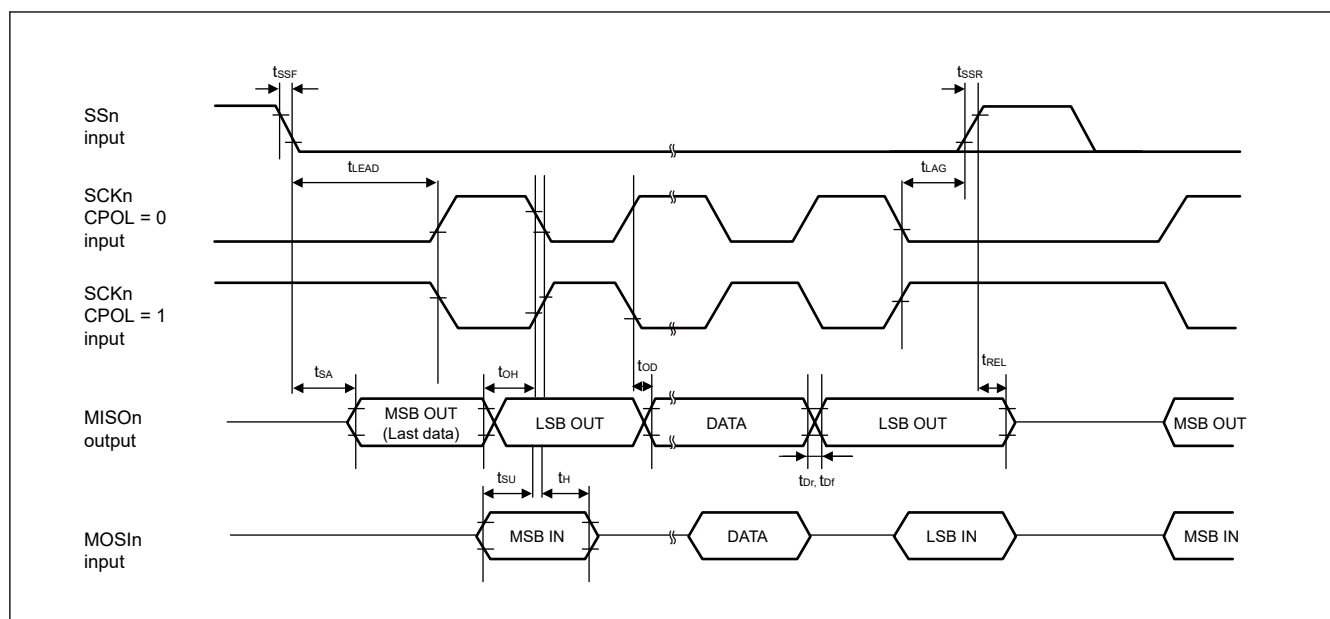 tSSF
tSSR
SSn
input
tLEAD
tLAG
SCKn
CPOL = 0
input
SCKn
CPOL = 1
input
tSA
tOH
tOD
tREL
MISOn
output
MSB OUT
(Last data)
LSB OUT
DATA
LSB OUT
MSB OUT
tSU
tH
tDr, tDf
MOSIn
input
MSB IN
DATA
LSB IN
MSB IN